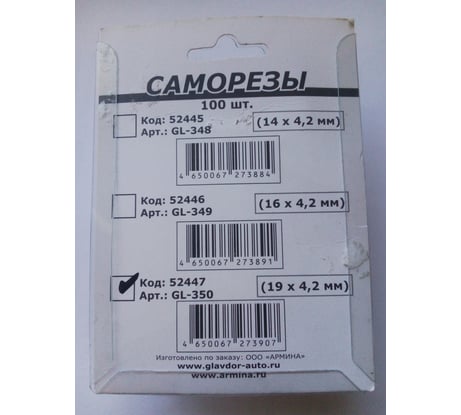 САМОРЕЗЫ
100 шт.
Код: 52445 (14 x 4,2 мм)
Арт.: GL-348
4 650067 273884
Код: 52446 (16 x 4,2 мм)
Арт.: GL-349
4 650067 273891
Код: 52447 (19 x 4,2 мм)
Арт.: GL-350
4 650067 273907
Изготовлено по заказу: ООО «АРМИНА»
www.glavdor-auto.ru
www.armina.ru